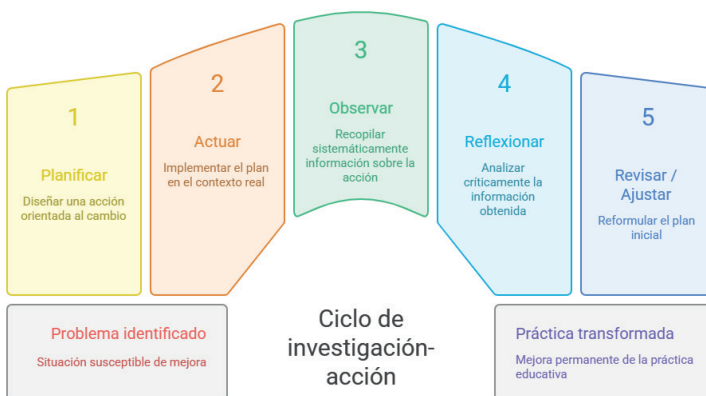 1
Planificar
Diseñar una acción
orientada al cambio
2
Actuar
Implementar el plan
en el contexto real
3
Observar
Recopilar
sistemáticamente
información sobre la
acción
4
Reflexionar
Analizar
críticamente la
información
obtenida
5
Revisar /
Ajustar
Reformular el plan
inicial
Problema identificado
Situación susceptible de mejora
Ciclo de
investigación-
acción
Práctica transformada
Mejora permanente de la práctica
educativa